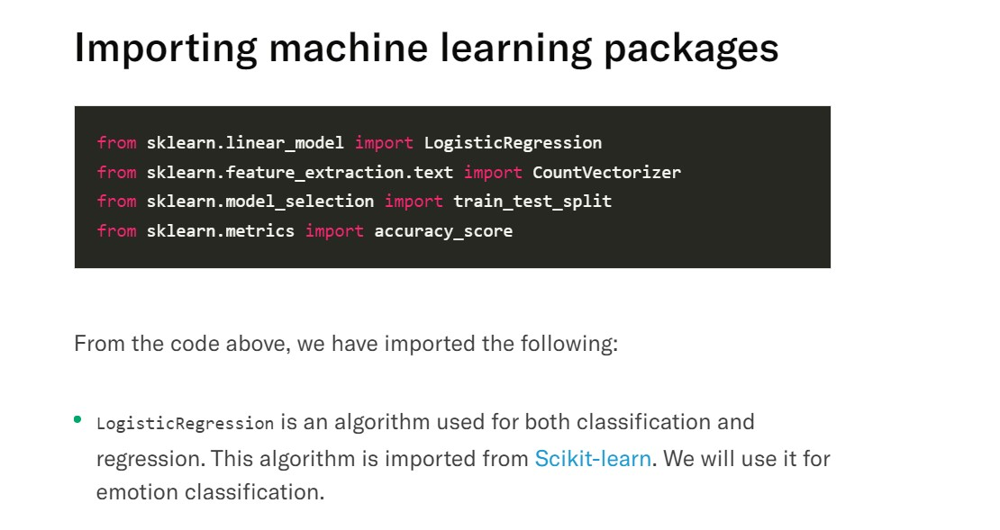 Importing machine learning packages
from sklearn.linear_model import LogisticRegression
from sklearn.feature_extraction.text import CountVectorizer
from sklearn.model_selection import train_test_split
from sklearn.metrics import accuracy_score
From the code above, we have imported the following:
• LogisticRegression is an algorithm used for both classification and
regression. This algorithm is imported from Scikit-learn. We will use it for
emotion classification.